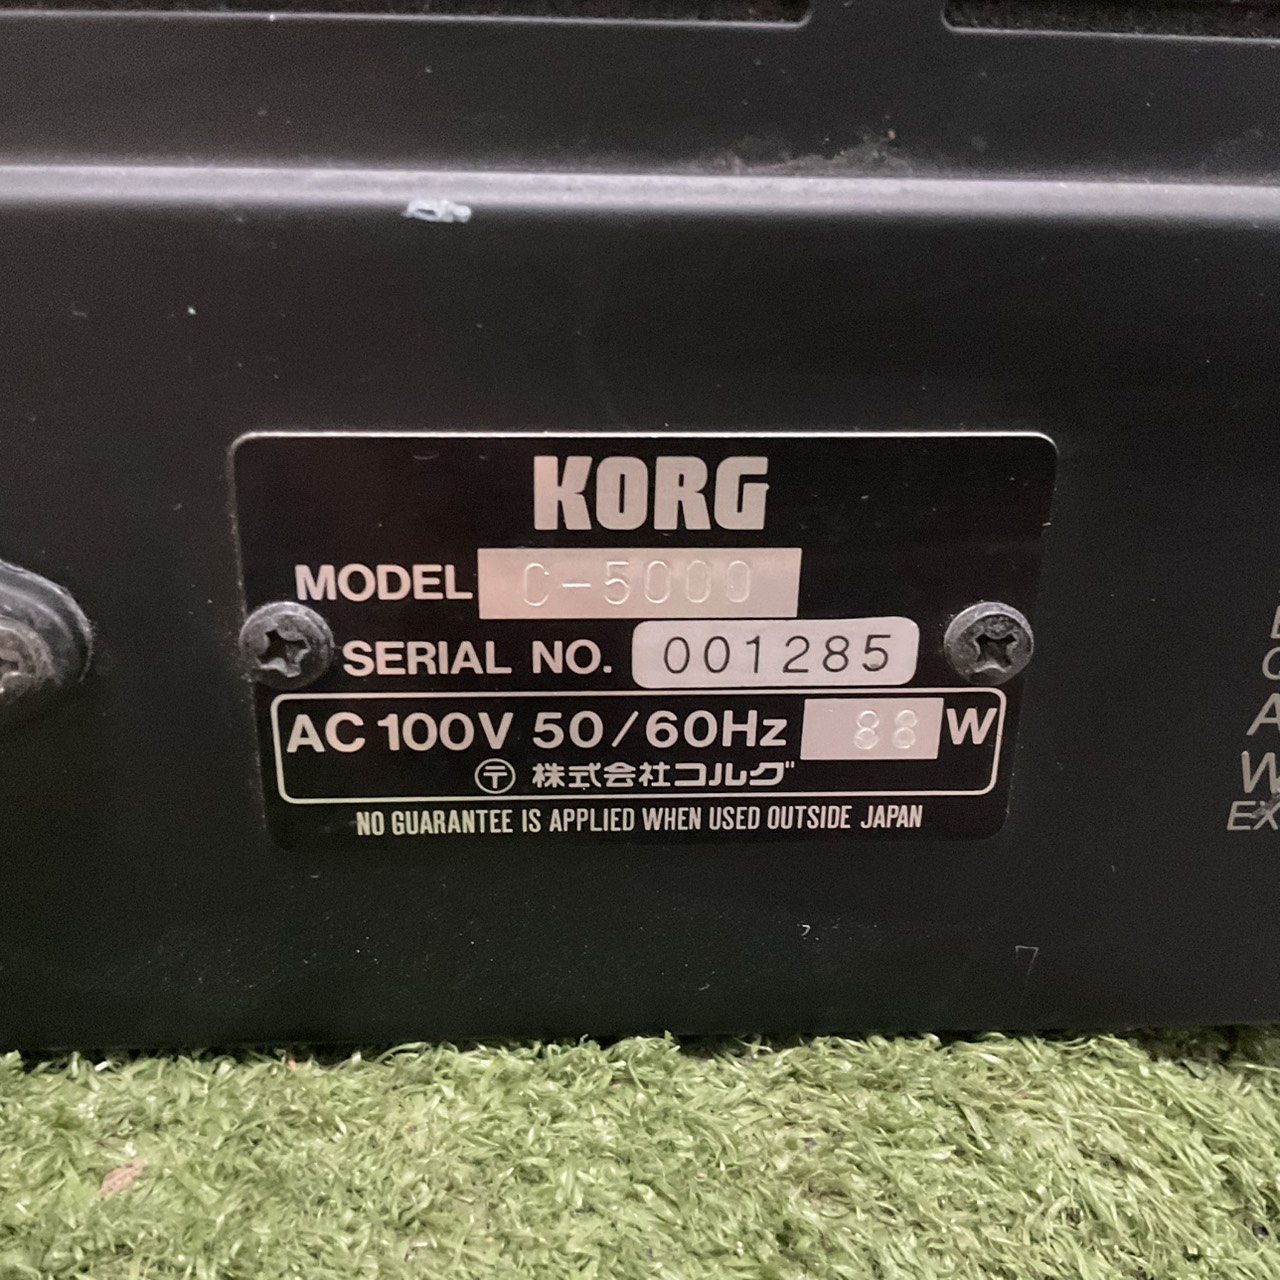 KORG
MODEL C-5000
SERIAL NO. 001285
AC 100V 50/60Hz 88 W
〒 株式会社コルグ
NO GUARANTEE IS APPLIED WHEN USED OUTSIDE JAPAN